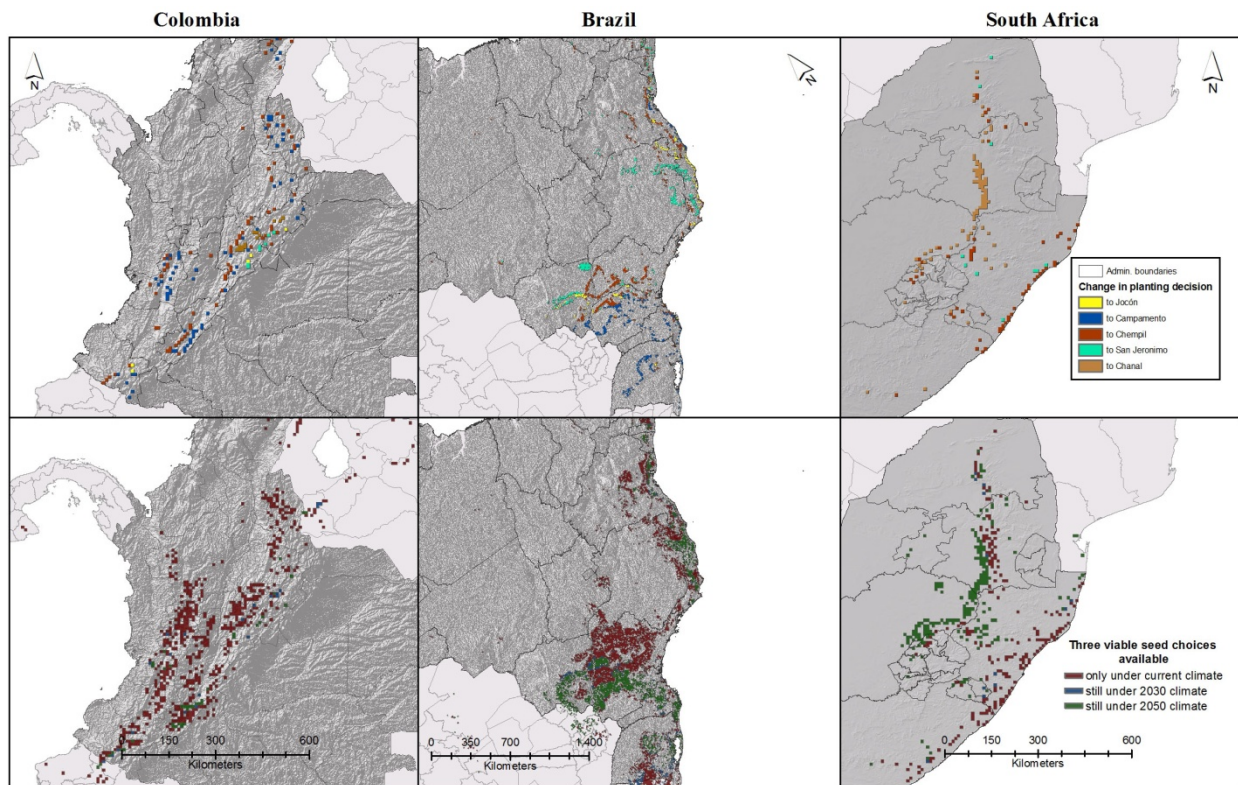 Colombia
Brazil
South Africa
N
N
N
Admin. boundaries
Change in planting decision
to Jocón
to Campamento
to Chempil
to San Jeronimo
to Chanal
0 150 300 600
Kilometers
0 350 700 1,400
Kilometers
Three viable seed choices
available
only under current climate
still under 2030 climate
still under 2050 climate
0 150 300 600
Kilometers